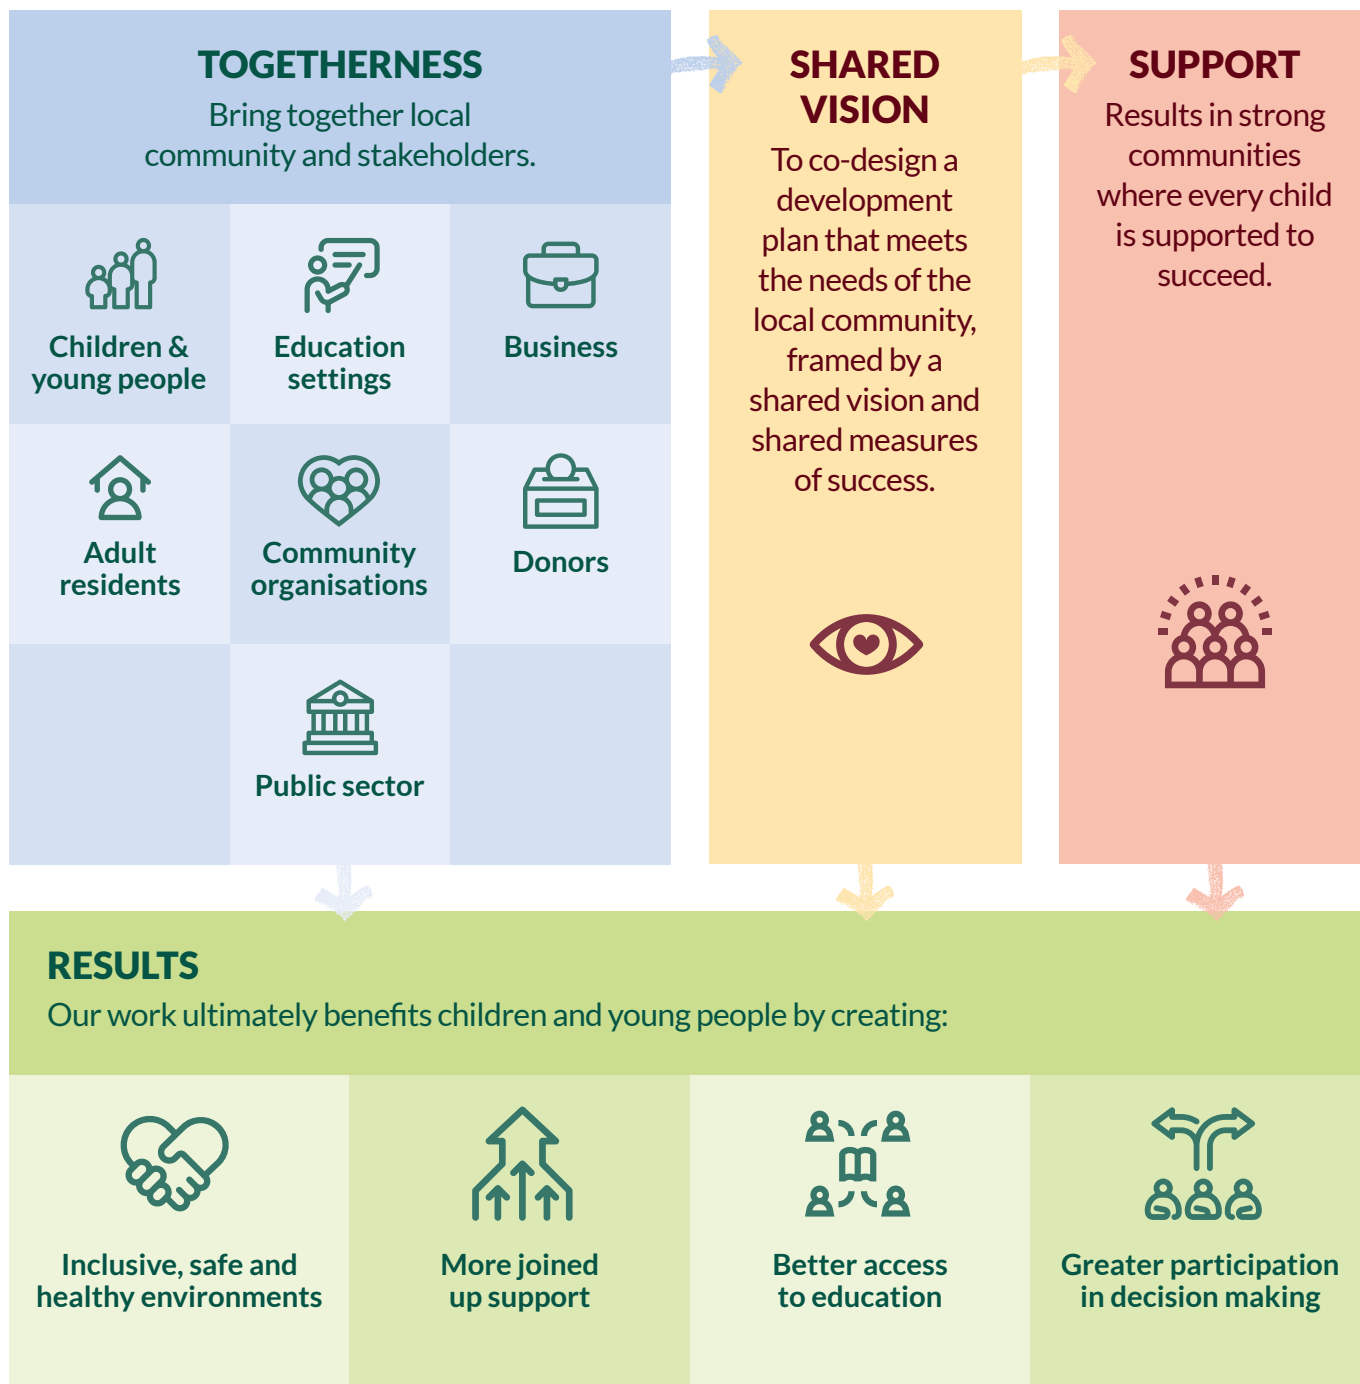 TOGETHERNESS
Bring together local
community and stakeholders.
Children &
young people
Education
settings
Business
Adult
residents
Community
organisations
Donors
Public sector
SHARED
VISION
To co-design a
development
plan that meets
the needs of the
local community,
framed by a
shared vision and
shared measures
of success.
SUPPORT
Results in strong
communities
where every child
is supported to
succeed.
RESULTS
Our work ultimately benefits children and young people by creating:
Inclusive, safe and
healthy environments
More joined
up support
Better access
to education
Greater participation
in decision making